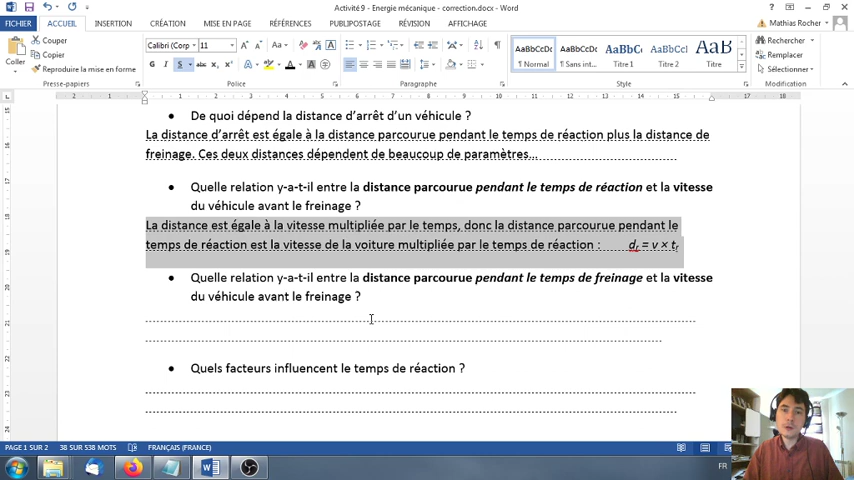 Activité 9 - Energie mécanique - correction.docx - Word
FICHIER ACCUEIL INSERTION CRÉATION MISE EN PAGE RÉFÉRENCES PUBLIPOSTAGE RÉVISION AFFICHAGE Mathias Rocher
Coller
Couper
Copier
Reproduire la mise en forme
Presse-papiers
Calibri (Corp 11
Police
Paragraphe
AaBbCcDc AaBbCcDc AaBbC AaBbCcD AaB
¶ Normal ¶ Sans int... Titre 1 Titre 2 Titre
Style
Rechercher
Remplacer
Sélectionner
Modification
• De quoi dépend la distance d'arrêt d'un véhicule ?
La distance d'arrêt est égale à la distance parcourue pendant le temps de réaction plus la distance de
freinage. Ces deux distances dépendent de beaucoup de paramètres...
• Quelle relation y-a-t-il entre la distance parcourue pendant le temps de réaction et la vitesse
du véhicule avant le freinage ?
La distance est égale à la vitesse multipliée par le temps, donc la distance parcourue pendant le
temps de réaction est la vitesse de la voiture multipliée par le temps de réaction : dr = v × tr
• Quelle relation y-a-t-il entre la distance parcourue pendant le temps de freinage et la vitesse
du véhicule avant le freinage ?
• Quels facteurs influencent le temps de réaction ?
PAGE 1 SUR 2 38 SUR 538 MOTS FRANÇAIS (FRANCE)
FR